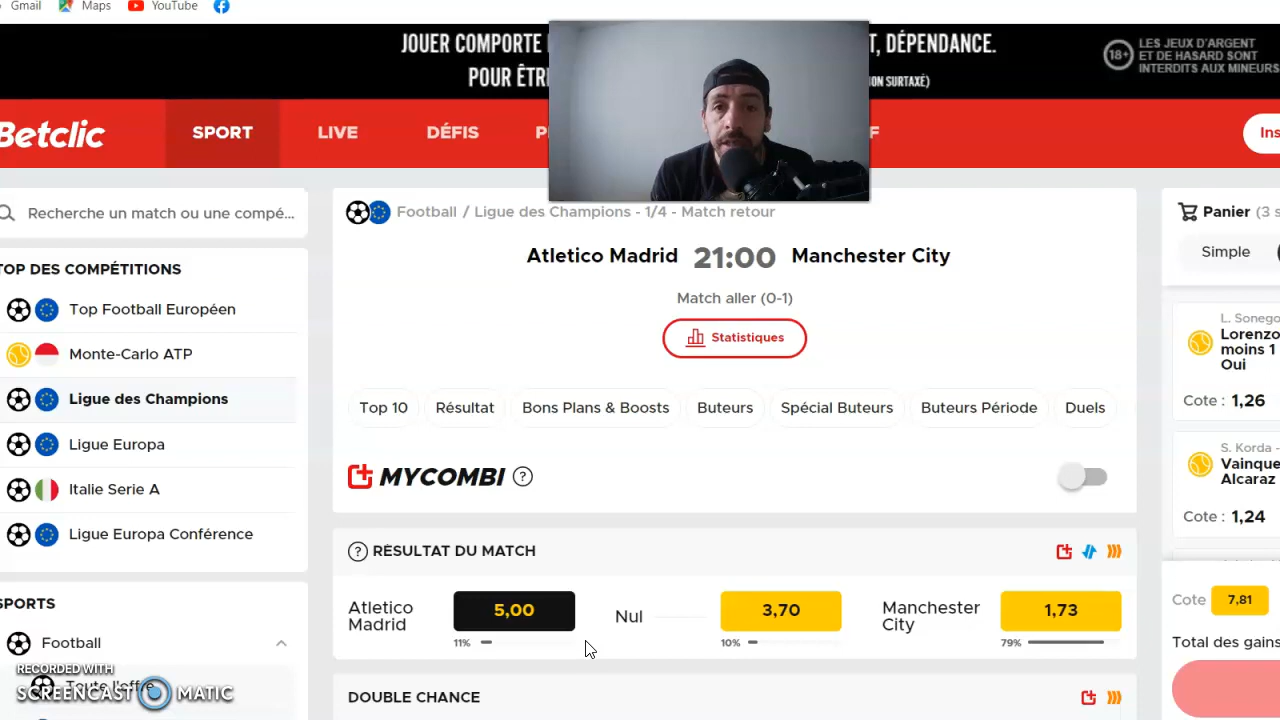 Gmail
Maps
YouTube
JOUER COMPORTE
T, DÉPENDANCE.
POUR
ON SURTAXÉ)
18+
LES JEUX D'ARGENT
ET DE HASARD SONT
INTERDITS AUX MINEURS
Betclic
SPORT
LIVE
DÉFIS
Ins
Recherche un match ou une compé...
TOP DES COMPÉTITIONS
Top Football Européen
Monte-Carlo ATP
Ligue des Champions
Ligue Europa
Italie Serie A
Ligue Europa Conférence
SPORTS
Football
Toute l'offre
RECORDED WITH
SCREENCAST MATIC
Football / Ligue des Champions - 1/4 - Match retour
Atletico Madrid 21:00 Manchester City
Match aller (0-1)
Statistiques
Top 10
Résultat
Bons Plans & Boosts
Buteurs
Spécial Buteurs
Buteurs Période
Duels
MYCOMBI ?
? RÉSULTAT DU MATCH
Atletico
Madrid
5,00
11%
Nul
3,70
10%
Manchester
City
1,73
79%
DOUBLE CHANCE
Panier (3 s
Simple
L. Sonego
Lorenzo
moins 1
Oui
Cote : 1,26
S. Korda -
Vainque
Alcaraz
Cote : 1,24
Cote 7,81
Total des gains